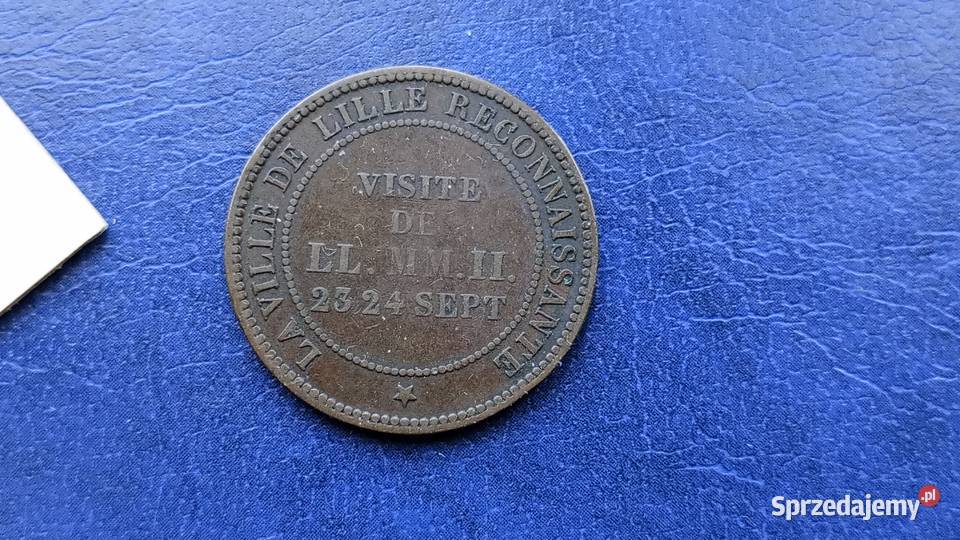 LA VILLE DE LILLE RECONNAISSANTE
VISITE
DE
LL. MM. II.
23.24 SEPT
Sprzedajemy.pl